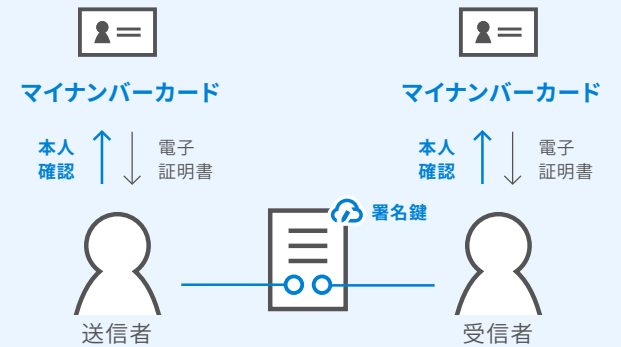 マイナンバーカード
マイナンバーカード
本人
確認
電子
証明書
本人
確認
電子
証明書
署名鍵
送信者
受信者